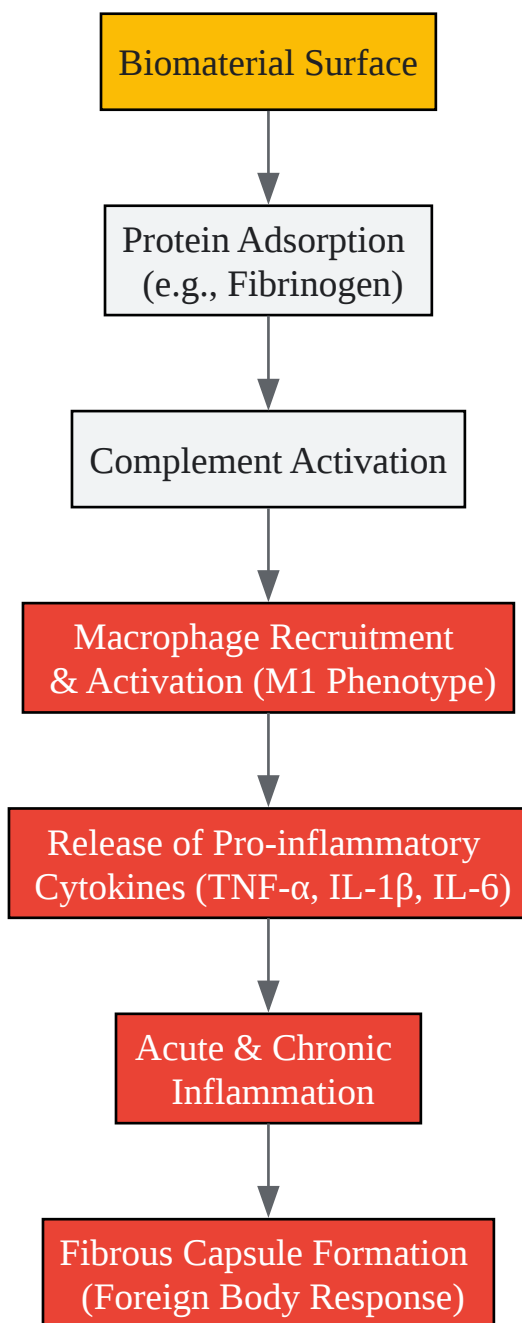 Biomaterial Surface
Protein Adsorption
(e.g., Fibrinogen)
Complement Activation
Macrophage Recruitment
& Activation (M1 Phenotype)
Release of Pro-inflammatory
Cytokines (TNF-α, IL-1β, IL-6)
Acute & Chronic
Inflammation
Fibrous Capsule Formation
(Foreign Body Response)